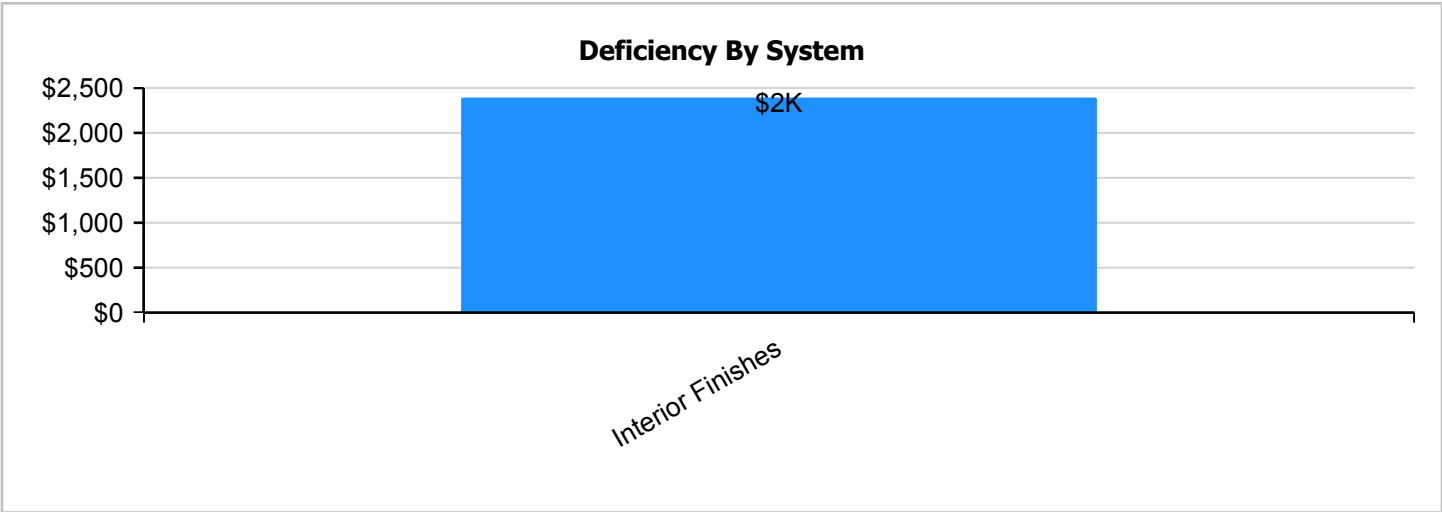 Deficiency By System
$2,500
$2,000
$1,500
$1,000
$500
$0
$2K
Interior Finishes